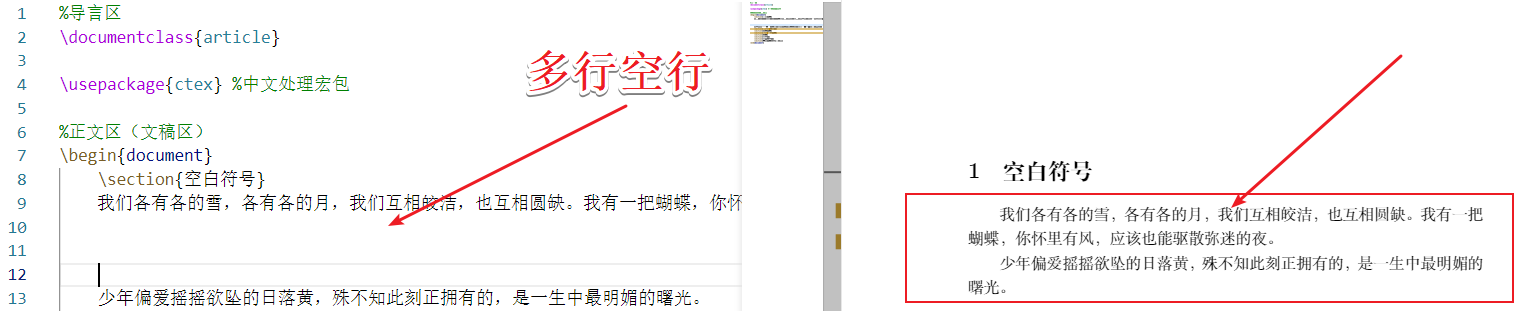 1 %导言区
2 \documentclass{article}
3
4 \usepackage{ctex} %中文处理宏包
5
6 %正文区（文稿区）
7 \begin{document}
8 \section{空白符号}
9 我们各有各的雪，各有各的月，我们互相皎洁，也互相圆缺。我有一把蝴蝶，你怀
10
11
12
13 少年偏爱摇摇欲坠的日落黄，殊不知此刻正拥有的，是一生中最明媚的曙光。
多行空行
1 空白符号
我们各有各的雪，各有各的月，我们互相皎洁，也互相圆缺。我有一把
蝴蝶，你怀里有风，应该也能驱散弥迷的夜。
少年偏爱摇摇欲坠的日落黄，殊不知此刻正拥有的，是一生中最明媚的
曙光。